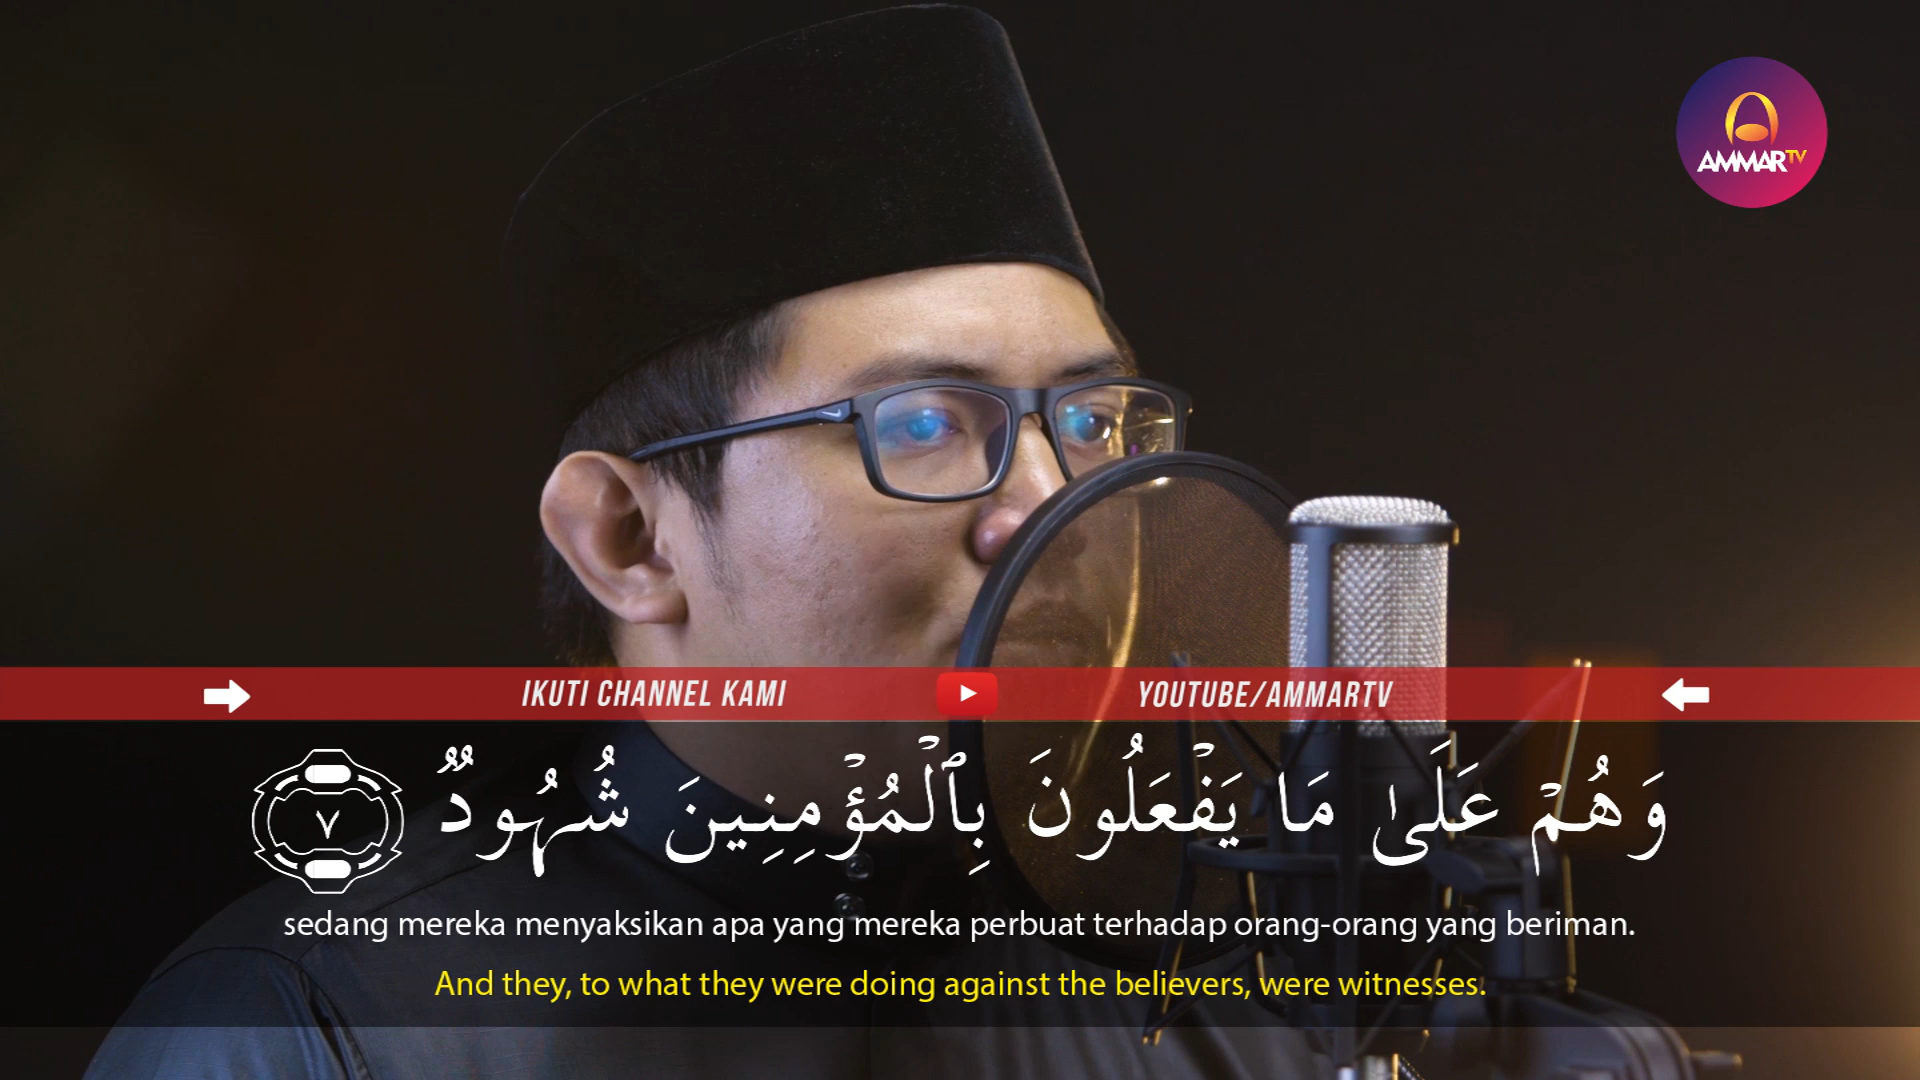 AMMARTV
IKUTI CHANNEL KAMI
YOUTUBE/AMMARTV
وَهُمْ عَلَىٰ مَا يَفْعَلُونَ بِٱلْمُؤْمِنِينَ شُهُودٌ ٧
sedang mereka menyaksikan apa yang mereka perbuat terhadap orang-orang yang beriman.
And they, to what they were doing against the believers, were witnesses.